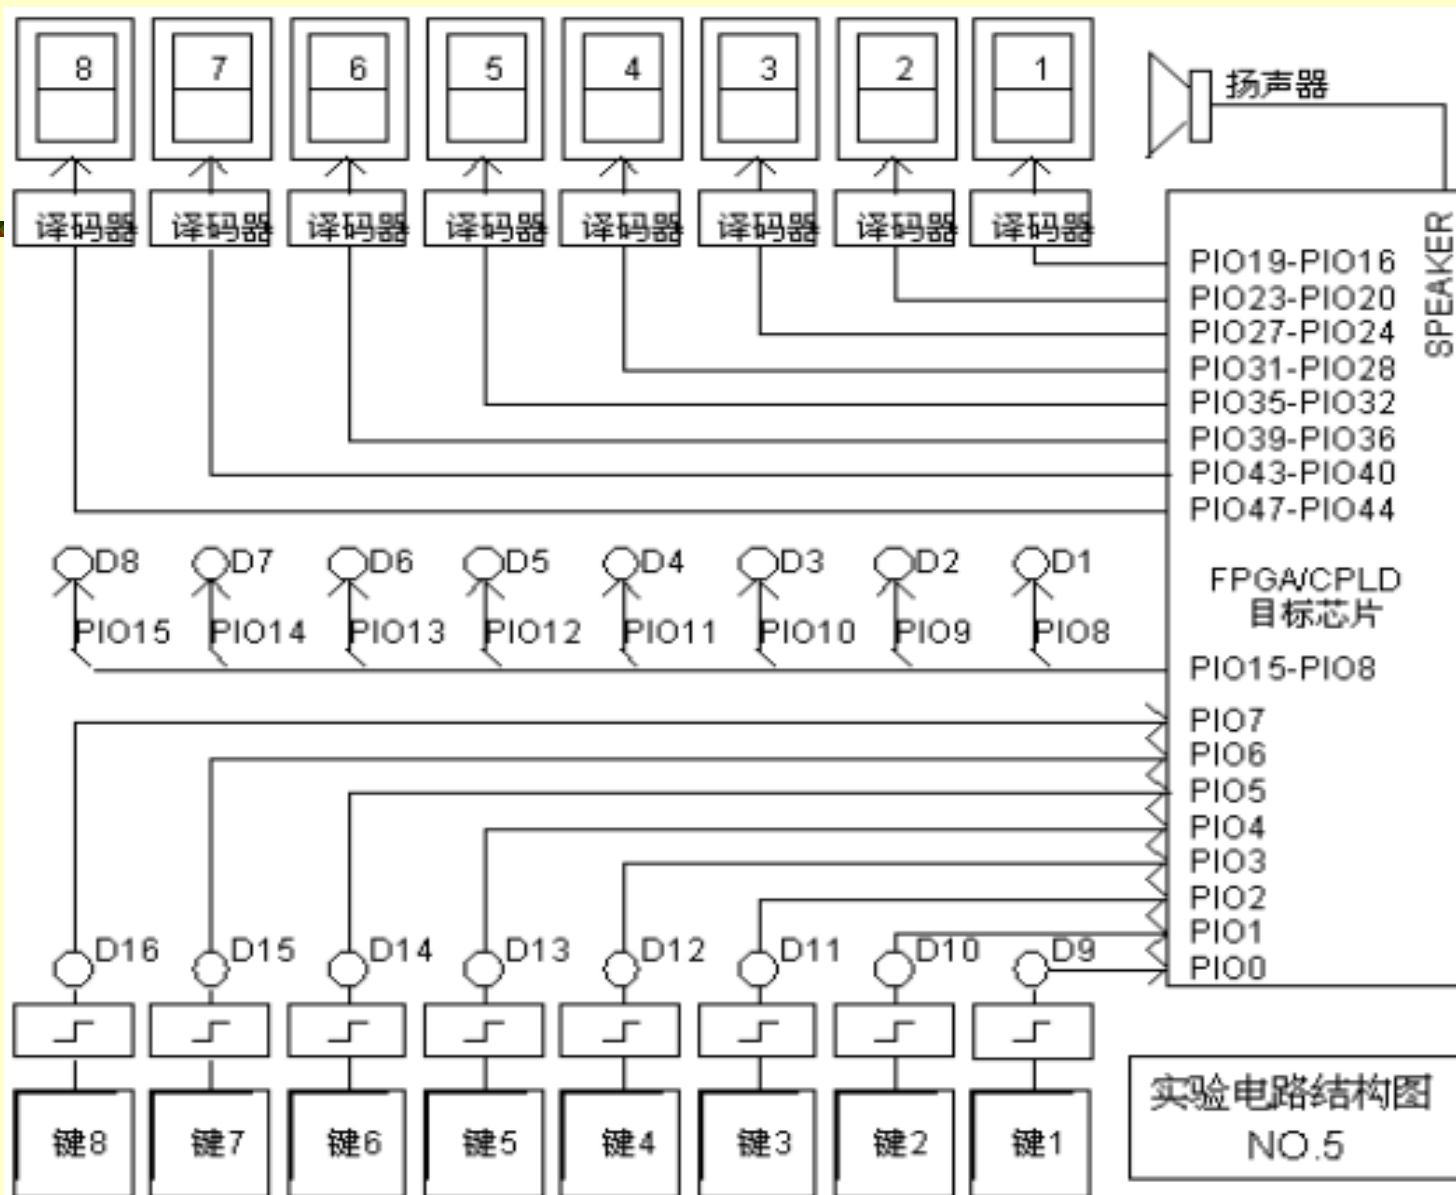 8 7 6 5 4 3 2 1
扬声器
译码器 译码器 译码器 译码器 译码器 译码器 译码器 译码器
SPEAKER
PIO19-PIO16
PIO23-PIO20
PIO27-PIO24
PIO31-PIO28
PIO35-PIO32
PIO39-PIO36
PIO43-PIO40
PIO47-PIO44
D8 D7 D6 D5 D4 D3 D2 D1
FPGA/CPLD
目标芯片
PIO15 PIO14 PIO13 PIO12 PIO11 PIO10 PIO9 PIO8
PIO15-PIO8
PIO7
PIO6
PIO5
PIO4
PIO3
PIO2
PIO1
PIO0
D16 D15 D14 D13 D12 D11 D10 D9
键8 键7 键6 键5 键4 键3 键2 键1
实验电路结构图
NO.5